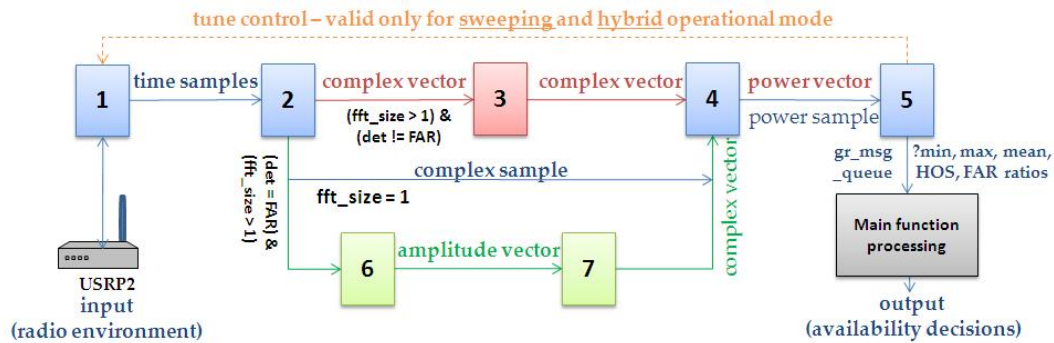 tune control – valid only for sweeping and hybrid operational mode
1
time samples
2
complex vector
(fft_size > 1) &
(det != FAR)
3
complex vector
4
power vector
power sample
5
gr_msg
_queue
?min, max, mean,
HOS, FAR ratios
(det = FAR) &
(fft_size > 1)
complex sample
fft_size = 1
complex vector
6
amplitude vector
7
Main function
processing
USRP2
input
(radio environment)
output
(availability decisions)